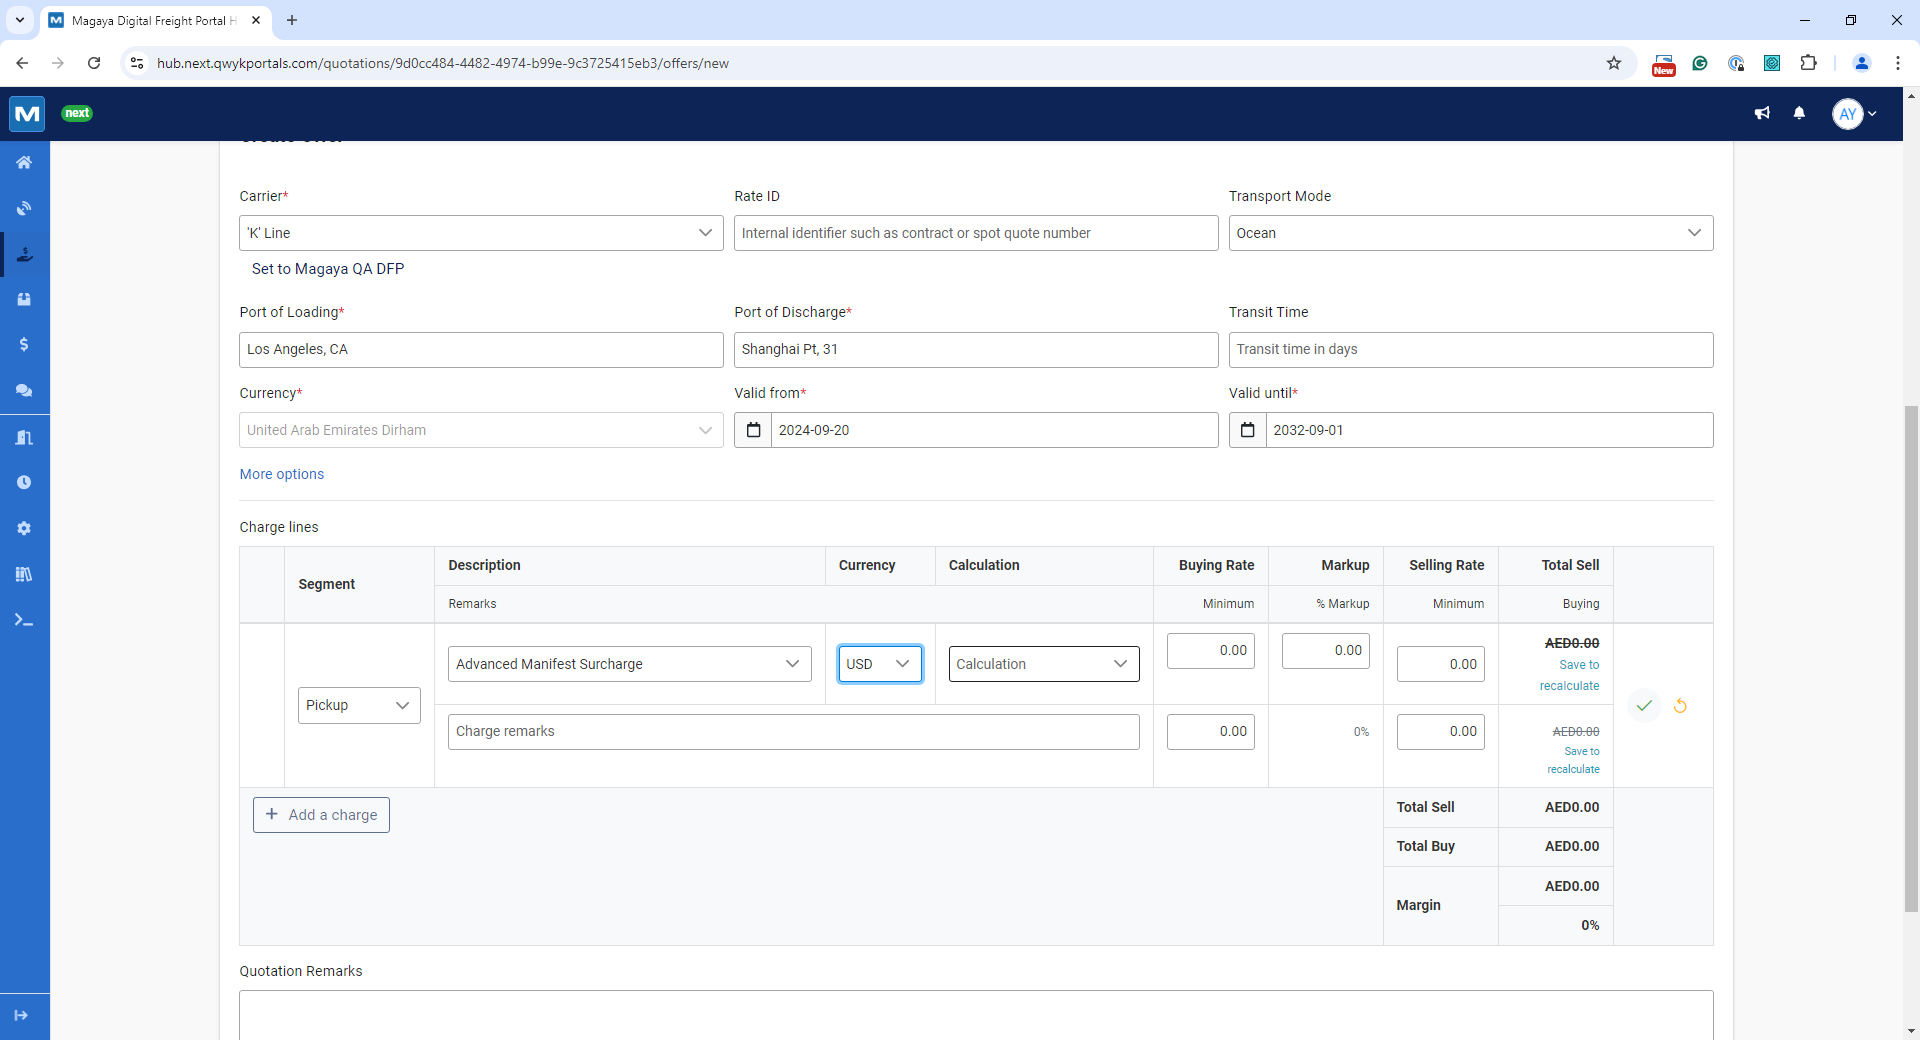 Magaya Digital Freight Portal H
hub.next.qwykportals.com/quotations/9d0cc484-4482-4974-b99e-9c3725415eb3/offers/new
New
next
AY
Carrier*
Rate ID
Transport Mode
'K' Line
Internal identifier such as contract or spot quote number
Ocean
Set to Magaya QA DFP
Port of Loading*
Port of Discharge*
Transit Time
Los Angeles, CA
Shanghai Pt, 31
Transit time in days
Currency*
Valid from*
Valid until*
United Arab Emirates Dirham
2024-09-20
2032-09-01
More options
Charge lines
Segment
Description
Currency
Calculation
Buying Rate
Markup
Selling Rate
Total Sell
Remarks
Minimum
% Markup
Minimum
Buying
Pickup
Advanced Manifest Surcharge
USD
Calculation
0.00
0.00
0.00
AED0.00
Save to
recalculate
Charge remarks
0.00
0%
0.00
AED0.00
Save to
recalculate
Add a charge
Total Sell
AED0.00
Total Buy
AED0.00
Margin
AED0.00
0%
Quotation Remarks